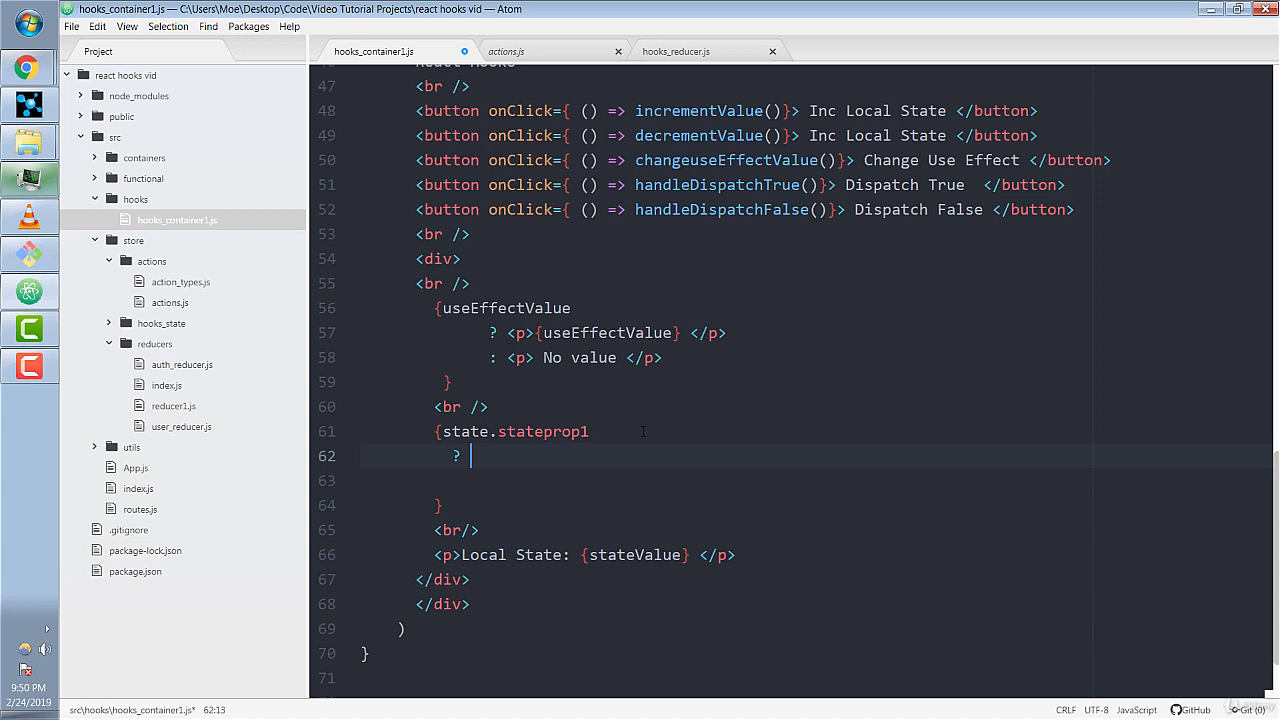 hooks_container1.js — C:\Users\Moe\Desktop\Code\Video Tutorial Projects\react hooks vid — Atom
File Edit View Selection Find Packages Help
Project
hooks_container1.js
actions.js
hooks_reducer.js
react hooks vid
node_modules
public
src
containers
functional
hooks
hooks_container1.js
store
actions
action_types.js
actions.js
hooks_state
reducers
auth_reducer.js
index.js
reducer1.js
user_reducer.js
utils
App.js
index.js
routes.js
.gitignore
package-lock.json
package.json
47 <br />
48 <button onClick={ () => incrementValue()}> Inc Local State </button>
49 <button onClick={ () => decrementValue()}> Inc Local State </button>
50 <button onClick={ () => changeuseEffectValue()}> Change Use Effect </button>
51 <button onClick={ () => handleDispatchTrue()}> Dispatch True </button>
52 <button onClick={ () => handleDispatchFalse()}> Dispatch False </button>
53 <br />
54 <div>
55 <br />
56 {useEffectValue
57 ? <p>{useEffectValue} </p>
58 : <p> No value </p>
59 }
60 <br />
61 {state.stateprop1
62 ?
63
64 }
65 <br/>
66 <p>Local State: {stateValue} </p>
67 </div>
68 </div>
69 )
70 }
71
src\hooks\hooks_container1.js* 62:13
CRLF UTF-8 JavaScript GitHub Git (0)
9:50 PM
2/24/2019